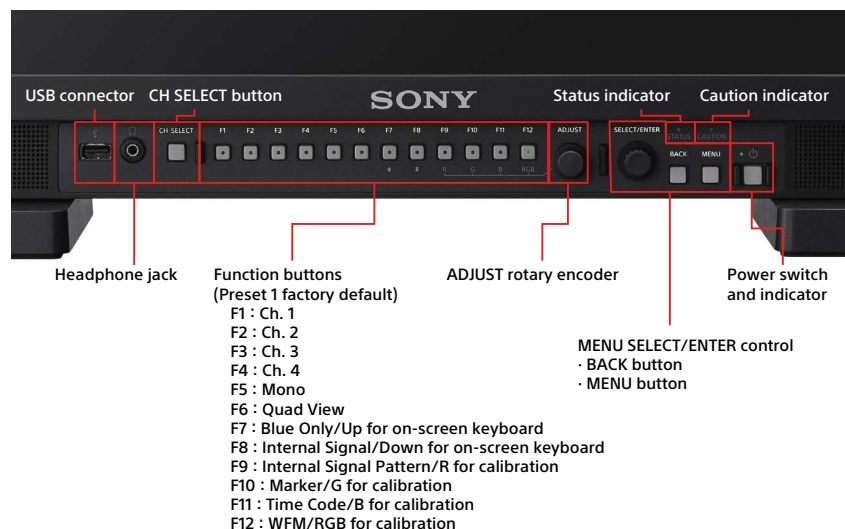 USB connector
CH SELECT button
SONY
Status indicator
Caution indicator
CH SELECT
F1 F2 F3 F4 F5 F6 F7 F8 F9 F10 F11 F12
ADJUST
SELECT/ENTER
STATUS
CAUTION
BACK
MENU
R G B RGB
Headphone jack
Function buttons
(Preset 1 factory default)
F1 : Ch. 1
F2 : Ch. 2
F3 : Ch. 3
F4 : Ch. 4
F5 : Mono
F6 : Quad View
F7 : Blue Only/Up for on-screen keyboard
F8 : Internal Signal/Down for on-screen keyboard
F9 : Internal Signal Pattern/R for calibration
F10 : Marker/G for calibration
F11 : Time Code/B for calibration
F12 : WFM/RGB for calibration
ADJUST rotary encoder
MENU SELECT/ENTER control
· BACK button
· MENU button
Power switch
and indicator